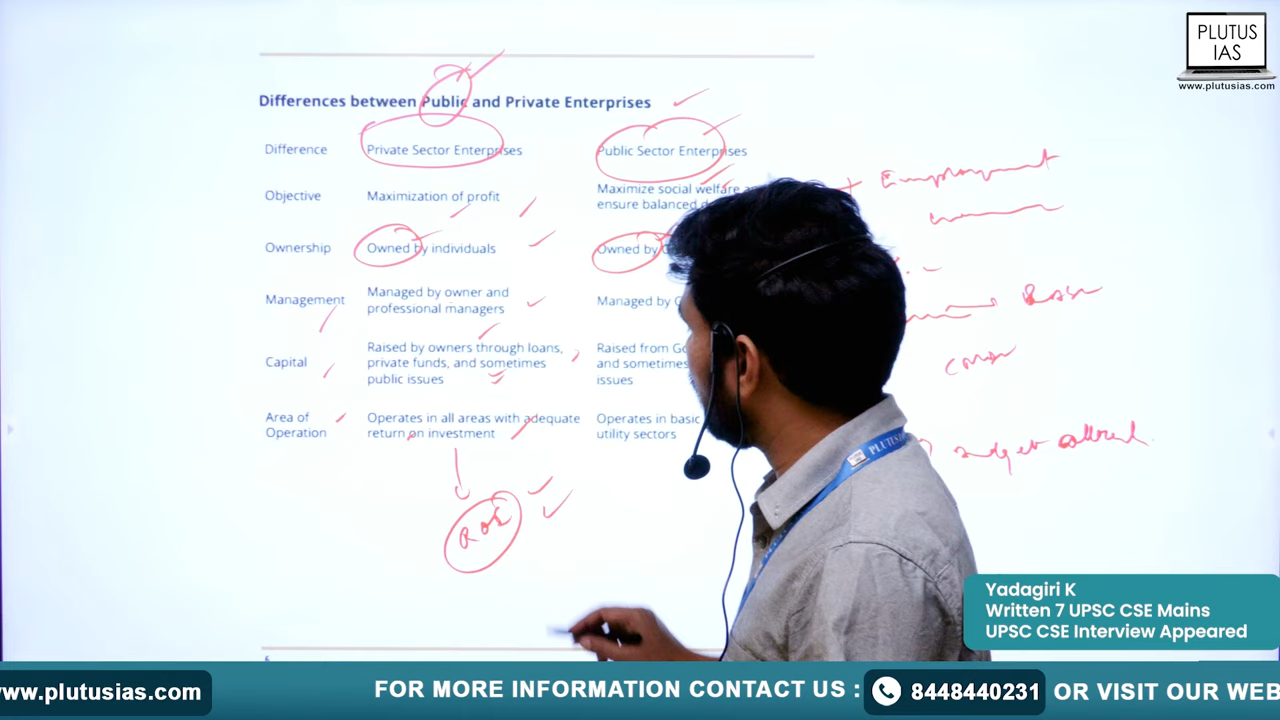 PLUTUS
IAS
www.plutusias.com
Differences between Public and Private Enterprises
Difference Private Sector Enterprises Public Sector Enterprises
Objective Maximization of profit Maximize social welfare
ensure balanced
Ownership Owned by individuals Owned by
Management Managed by owner and
professional managers Managed by
Capital Raised by owners through loans,
private funds, and sometimes
public issues
Raised from
and sometimes
issues
Area of
Operation
Operates in all areas with adequate
return on investment
Operates in basic
utility sectors
Employment
Base
ROI
6
PLUTUS
Yadagiri K
Written 7 UPSC CSE Mains
UPSC CSE Interview Appeared
www.plutusias.com FOR MORE INFORMATION CONTACT US : 8448440231 OR VISIT OUR WEB